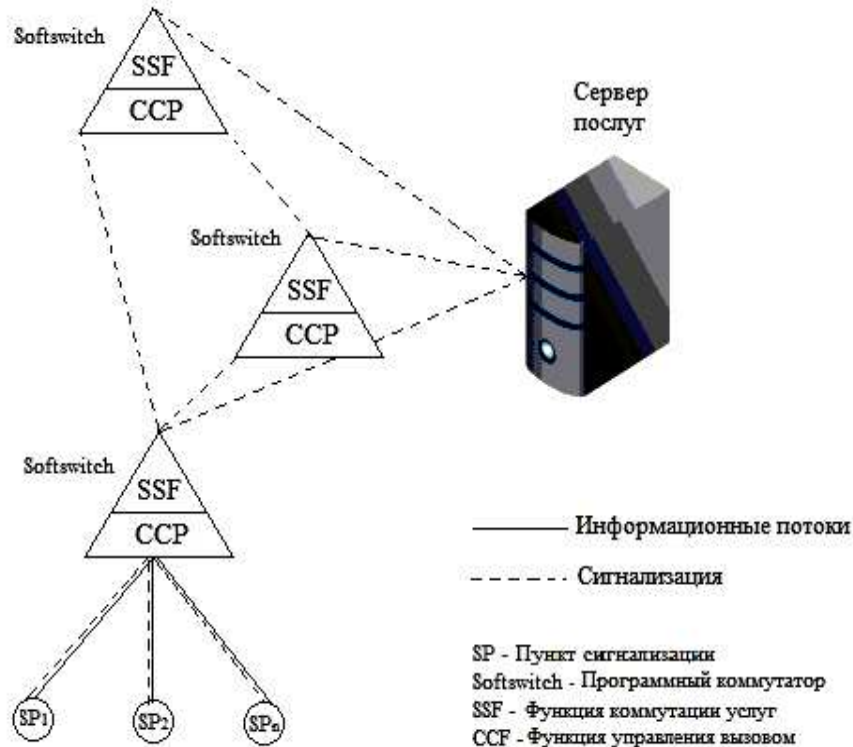 Softswitch
SSF
CCP
Сервер
послуг
Softswitch
SSF
CCP
Softswitch
SSF
CCP
Информационные потоки
Сигнализация
SP1
SP2
SPn
SP - Пункт сигнализации
Softswitch - Программный коммутатор
SSF - Функция коммутации услуг
CCF - Функция управления вызовом